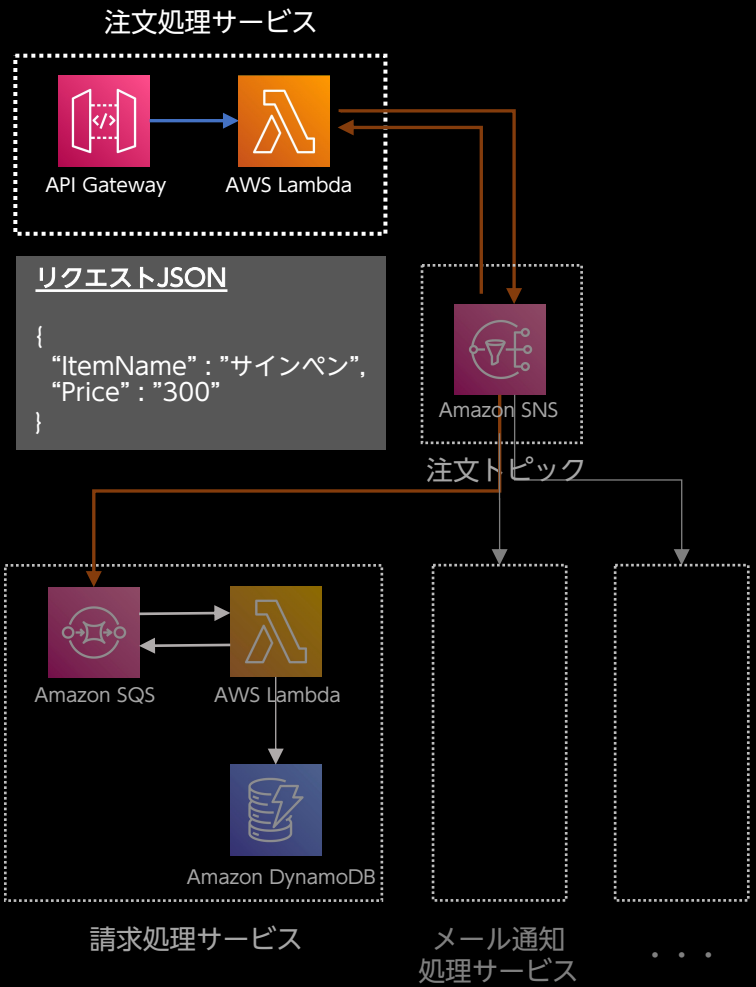 注文処理サービス
API Gateway
AWS Lambda
リクエストJSON
{
“ItemName” : ”サインペン”,
“Price” : ”300”
}
Amazon SNS
注文トピック
Amazon SQS
AWS Lambda
Amazon DynamoDB
請求処理サービス
メール通知
処理サービス
・・・